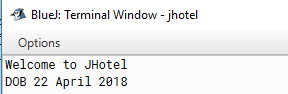 BlueJ: Terminal Window - jhotel
Options
Welcome to JHotel
DOB 22 April 2018